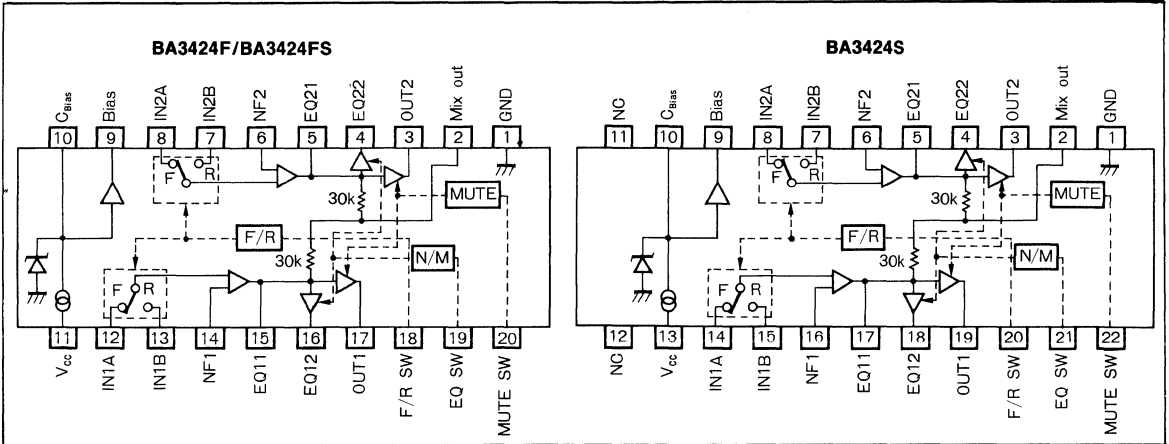 BA3424F/BA3424FS
C_Bias
Bias
IN2A
IN2B
NF2
EQ21
EQ22
OUT2
Mix out
GND
10
9
8
7
6
5
4
3
2
1
F
R
30k
MUTE
F/R
N/M
30k
F
R
11
12
13
14
15
16
17
18
19
20
Vcc
IN1A
IN1B
NF1
EQ11
EQ12
OUT1
F/R SW
EQ SW
MUTE SW
BA3424S
NC
C_Bias
Bias
IN2A
IN2B
NF2
EQ21
EQ22
OUT2
Mix out
GND
11
10
9
8
7
6
5
4
3
2
1
F
R
30k
MUTE
F/R
N/M
30k
F
R
12
13
14
15
16
17
18
19
20
21
22
NC
Vcc
IN1A
IN1B
NF1
EQ11
EQ12
OUT1
F/R SW
EQ SW
MUTE SW